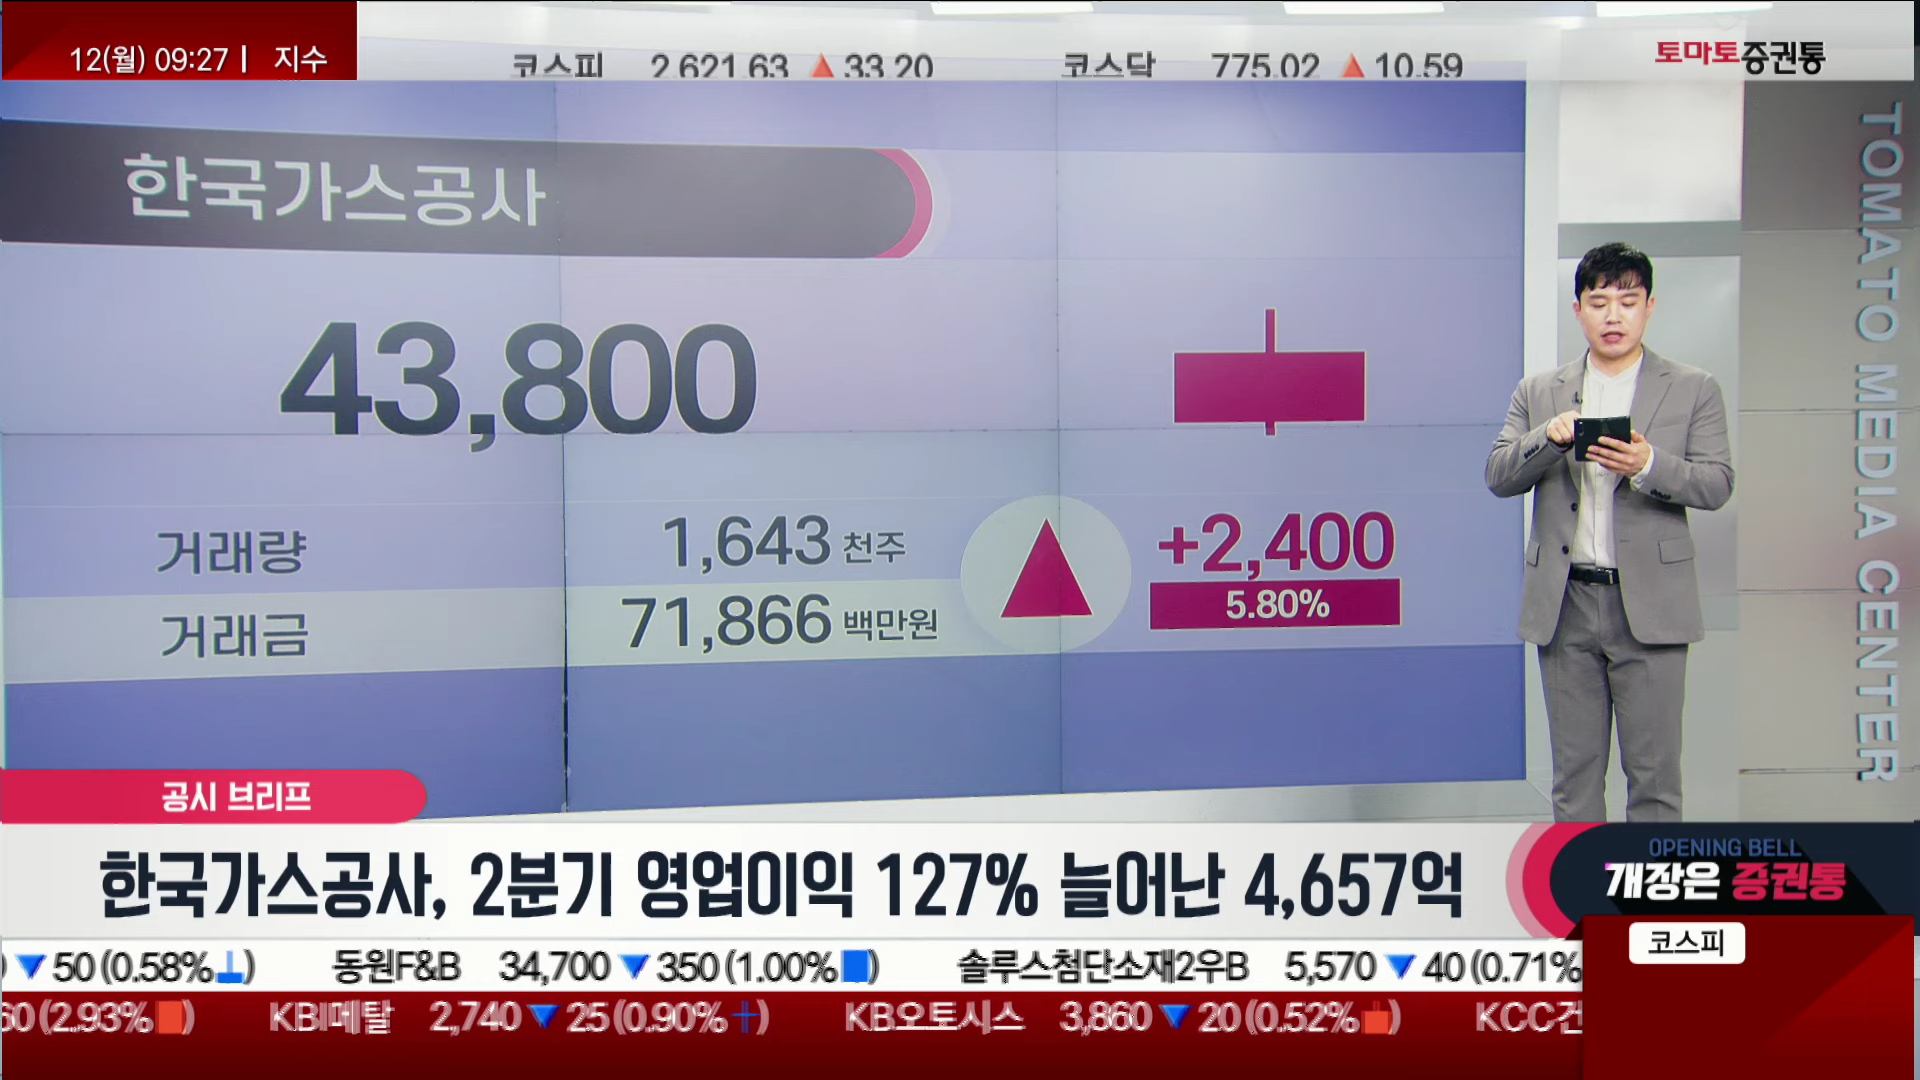 12(월) 09:27 | 지수
코스피 2,621.63 ▲ 33.20 코스닥 775.02 ▲ 10.59
토마토증권통
TOMATO MEDIA CENTER
한국가스공사
43,800
거래량 1,643 천주
+2,400
5.80%
거래금 71,866 백만원
공시 브리프
한국가스공사, 2분기 영업이익 127% 늘어난 4,657억
OPENING BELL
개장은 증권통
코스피
▼ 50 (0.58%) 동원F&B 34,700 ▼ 350 (1.00%) 솔루스첨단소재2우B 5,570 ▼ 40 (0.71%
60 (2.93%) KBI메탈 2,740 ▼ 25 (0.90%) KB오토시스 3,860 ▼ 20 (0.52%) KCC건